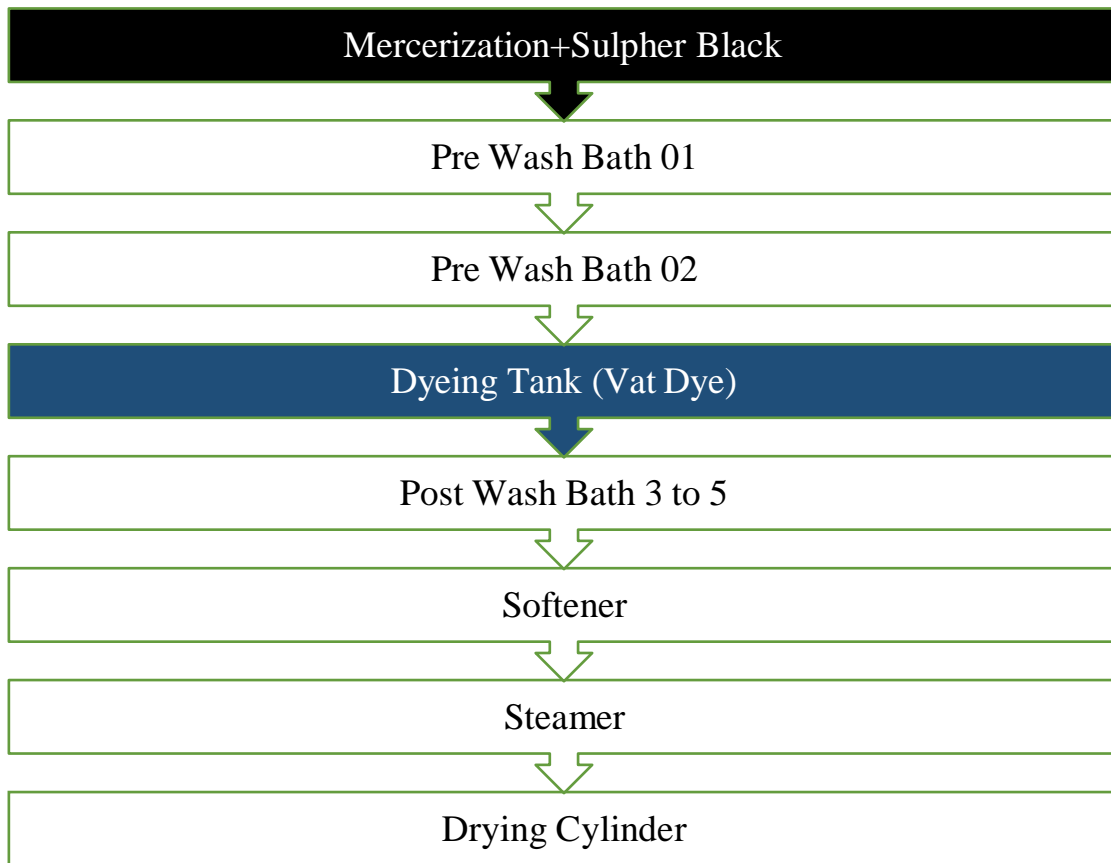 Mercerization+Sulpher Black
Pre Wash Bath 01
Pre Wash Bath 02
Dyeing Tank (Vat Dye)
Post Wash Bath 3 to 5
Softener
Steamer
Drying Cylinder